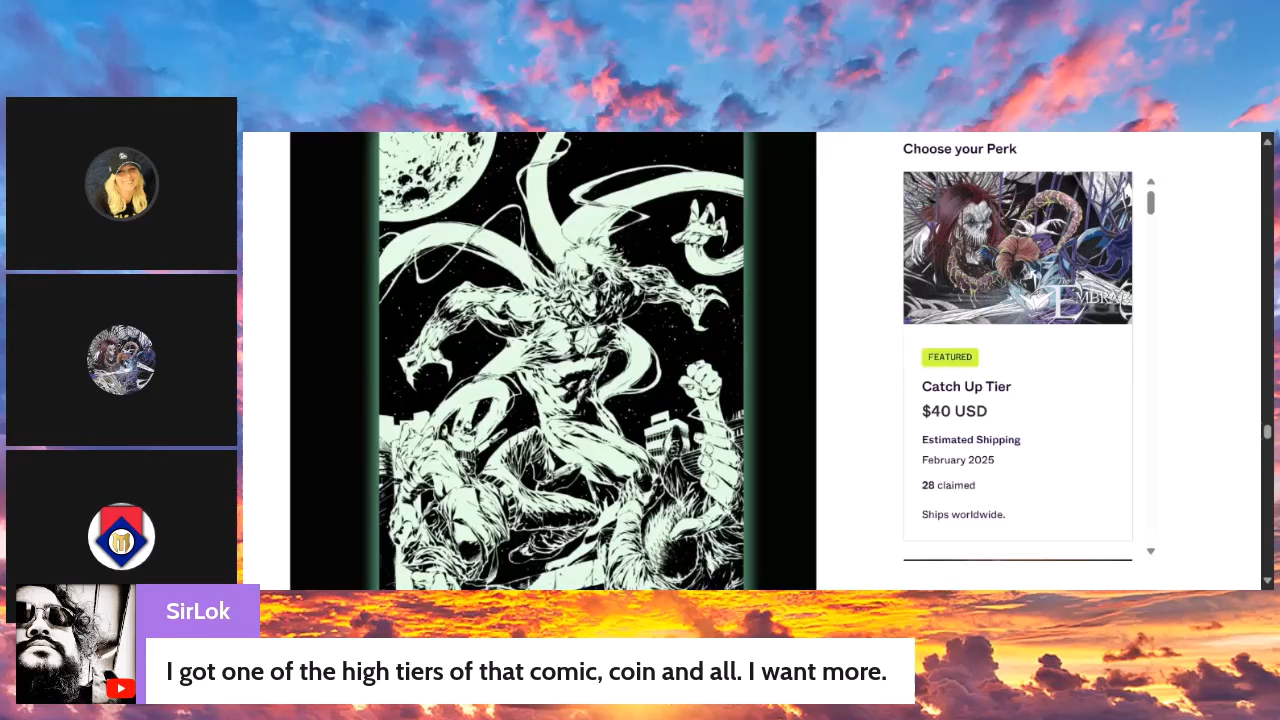 Choose your Perk
FEATURED
Catch Up Tier
$40 USD
Estimated Shipping
February 2025
28 claimed
Ships worldwide.
SirLok
I got one of the high tiers of that comic, coin and all. I want more.